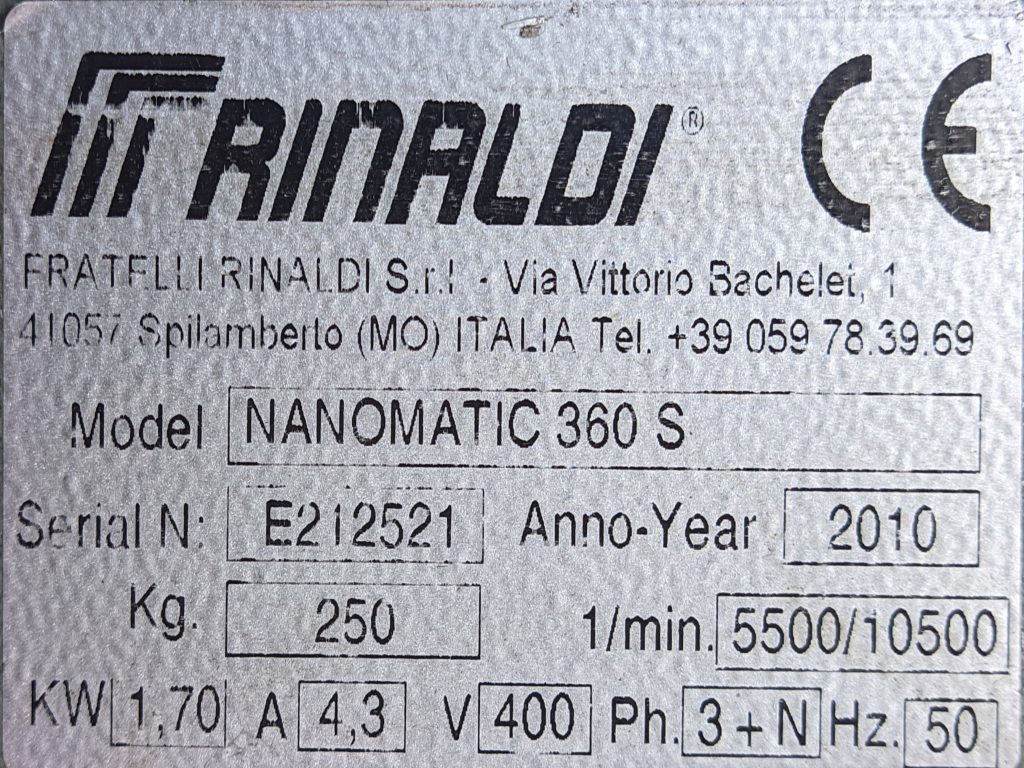 RINALDI® CE
FRATELLI RINALDI S.r.l. - Via Vittorio Bachelet, 1
41057 Spilamberto (MO) ITALIA Tel. +39 059 78.39.69
Model NANOMATIC 360 S
Serial N: E212521 Anno-Year 2010
Kg. 250 1/min. 5500/10500
KW 1,70 A 4,3 V 400 Ph. 3 + N Hz. 50